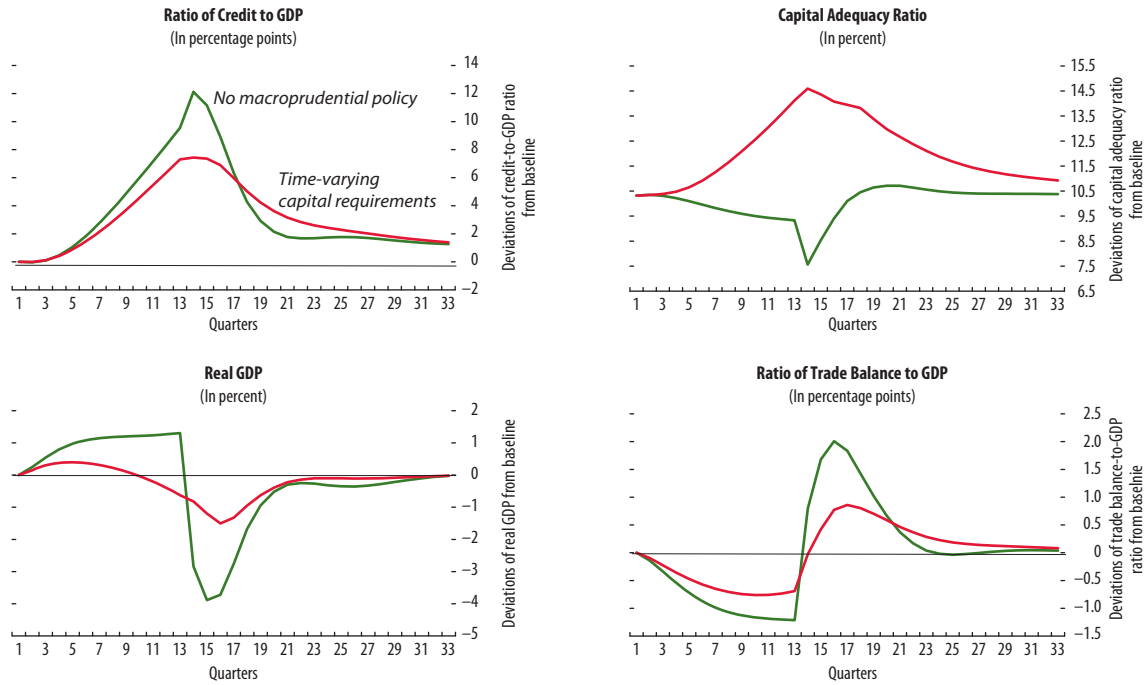 Ratio of Credit to GDP
(In percentage points)
14
12
10
8
6
4
2
0
−2
Deviations of credit-to-GDP ratio
from baseline
No macroprudential policy
Time-varying
capital requirements
1 3 5 7 9 11 13 15 17 19 21 23 25 27 29 31 33
Quarters
Capital Adequacy Ratio
(In percent)
15.5
14.5
13.5
12.5
11.5
10.5
9.5
8.5
7.5
6.5
Deviations of capital adequacy ratio
from baseline
1 3 5 7 9 11 13 15 17 19 21 23 25 27 29 31 33
Quarters
Real GDP
(In percent)
2
1
0
−1
−2
−3
−4
−5
Deviations of real GDP from baseline
1 3 5 7 9 11 13 15 17 19 21 23 25 27 29 31 33
Quarters
Ratio of Trade Balance to GDP
(In percentage points)
2.5
2.0
1.5
1.0
0.5
0
−0.5
−1.0
−1.5
Deviations of trade balance-to-GDP
ratio from baseline
1 3 5 7 9 11 13 15 17 19 21 23 25 27 29 31 33
Quarters